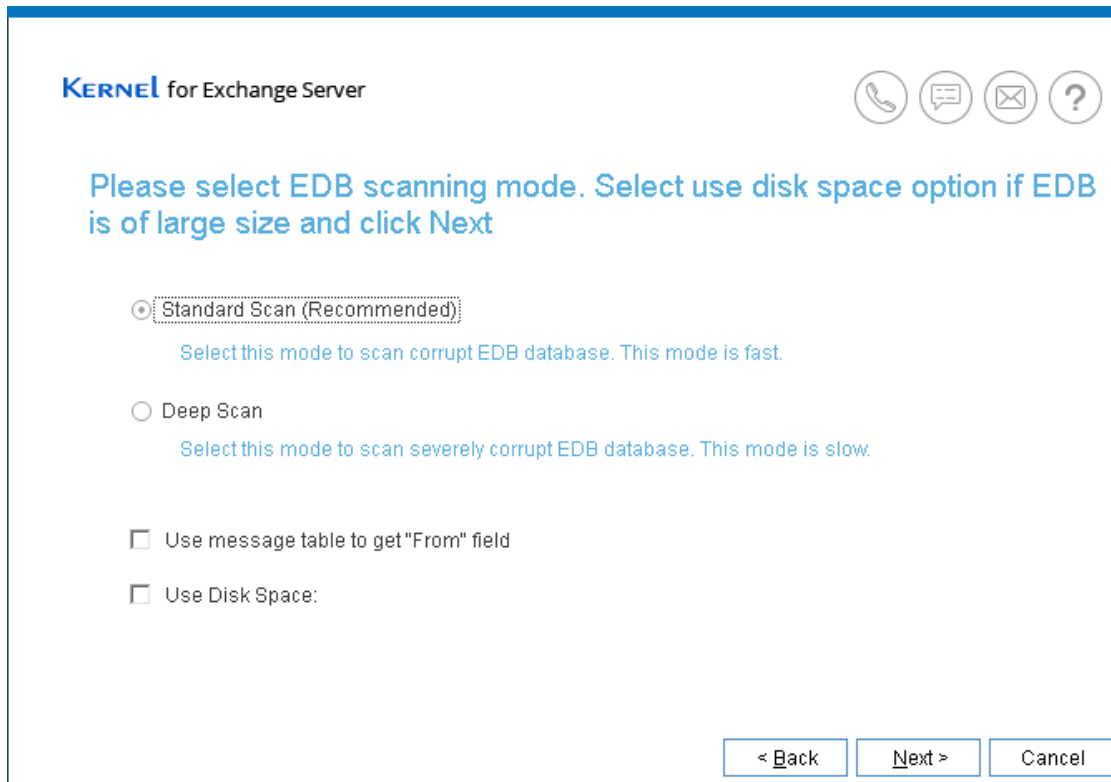 KERNEL for Exchange Server
?
Please select EDB scanning mode. Select use disk space option if EDB
is of large size and click Next
Standard Scan (Recommended)
Select this mode to scan corrupt EDB database. This mode is fast.
Deep Scan
Select this mode to scan severely corrupt EDB database. This mode is slow.
Use message table to get "From" field
Use Disk Space:
< Back Next > Cancel